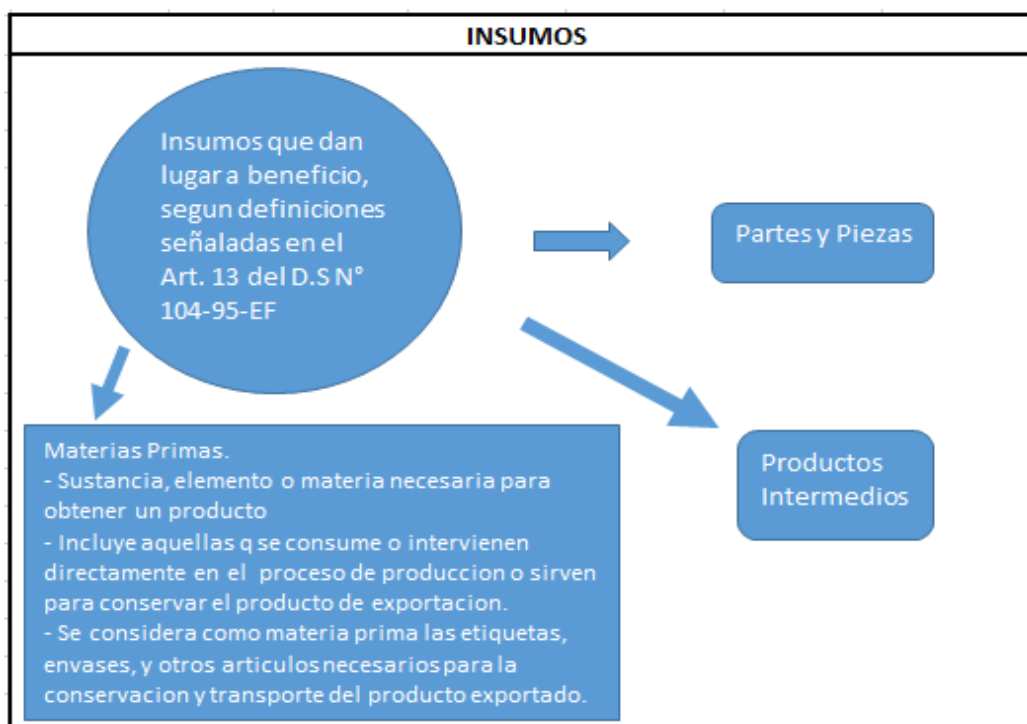 INSUMOS
Insumos que dan
lugar a beneficio,
segun definiciones
señaladas en el
Art. 13 del D.S N°
104-95-EF
Partes y Piezas
Productos
Intermedios
Materias Primas.
- Sustancia, elemento o materia necesaria para
obtener un producto
- Incluye aquellas q se consume o intervienen
directamente en el proceso de produccion o sirven
para conservar el producto de exportacion.
- Se considera como materia prima las etiquetas,
envases, y otros articulos necesarios para la
conservacion y transporte del producto exportado.